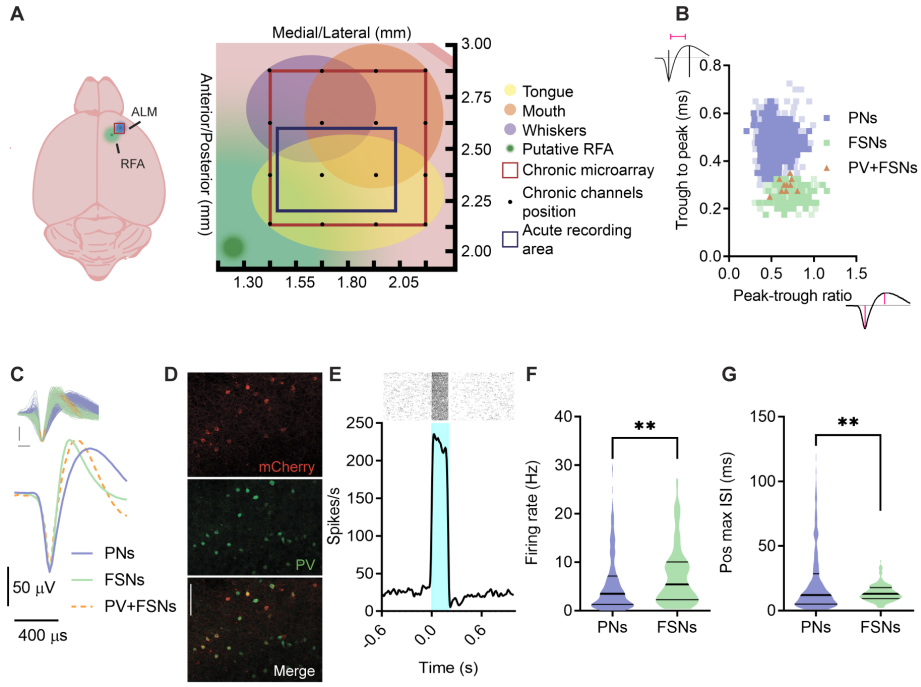 A
ALM
RFA
Medial/Lateral (mm)
Anterior/Posterior (mm)
3.00
2.75
2.50
2.25
2.00
1.30
1.55
1.80
2.05
Tongue
Mouth
Whiskers
Putative RFA
Chronic microarray
Chronic channels
position
Acute recording
area
B
Trough to peak (ms)
0.8
0.6
0.4
0.2
0.0
0.0
0.5
1.0
1.5
Peak-trough ratio
PNs
FSNs
PV+FSNs
C
50 µV
400 µs
PNs
FSNs
PV+FSNs
D
mCherry
PV
Merge
E
Spikes/s
250
200
150
100
50
0
-0.6
0.0
0.6
Time (s)
F
Firing rate (Hz)
40
30
20
10
0
**
PNs
FSNs
G
Pos max ISI (ms)
150
100
50
0
**
PNs
FSNs